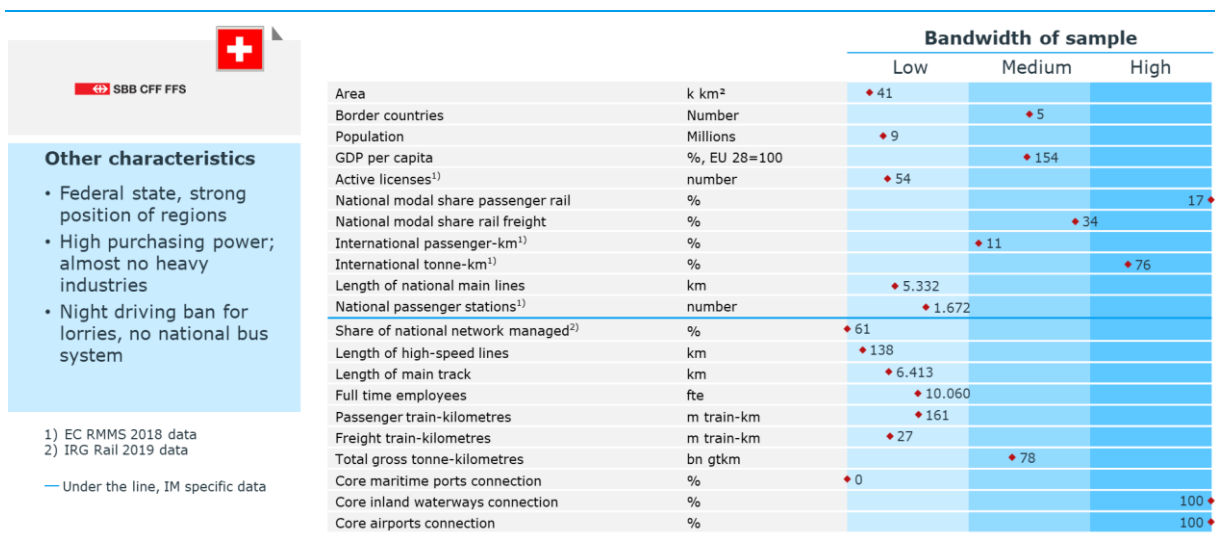 SBB CFF FFS
Other characteristics
• Federal state, strong
position of regions
• High purchasing power;
almost no heavy
industries
• Night driving ban for
lorries, no national bus
system
1) EC RMMS 2018 data
2) IRG Rail 2019 data
Under the line, IM specific data
Bandwidth of sample
Low Medium High
Area k km² 41
Border countries Number 5
Population Millions 9
GDP per capita %, EU 28=100 154
Active licenses1) number 54
National modal share passenger rail % 17
National modal share rail freight % 34
International passenger-km1) % 11
International tonne-km1) % 76
Length of national main lines km 5.332
National passenger stations1) number 1.672
Share of national network managed2) % 61
Length of high-speed lines km 138
Length of main track km 6.413
Full time employees fte 10.060
Passenger train-kilometres m train-km 161
Freight train-kilometres m train-km 27
Total gross tonne-kilometres bn gtkm 78
Core maritime ports connection % 0
Core inland waterways connection % 100
Core airports connection % 100